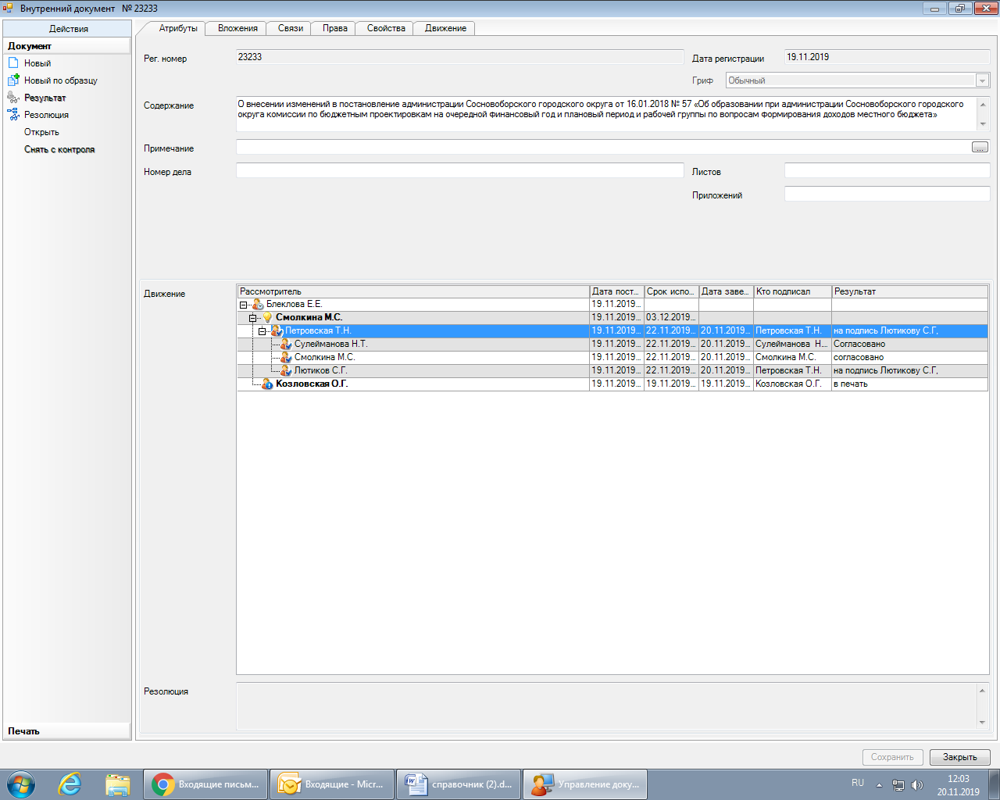 Внутренний документ № 23233
Действия
Документ
Новый
Новый по образцу
Результат
Резолюция
Открыть
Снять с контроля
Печать
Атрибуты Вложения Связи Права Свойства Движение
Рег. номер 23233 Дата регистрации 19.11.2019
Гриф Обычный
Содержание О внесении изменений в постановление администрации Сосновоборского городского округа от 16.01.2018 № 57 «Об образовании при администрации Сосновоборского городского
округа комиссии по бюджетным проектировкам на очередной финансовый год и плановый период и рабочей группы по вопросам формирования доходов местного бюджета»
Примечание ...
Номер дела Листов
Приложений
Движение
Рассмотритель Дата пост... Срок испо... Дата заве... Кто подписал Результат
Блеклова Е.Е. 19.11.2019...
Смолкина М.С. 19.11.2019... 03.12.2019...
Петровская Т.Н. 19.11.2019... 22.11.2019... 20.11.2019... Петровская Т.Н. на подпись Лютикову С.Г,
Сулейманова Н.Т. 19.11.2019... 22.11.2019... 20.11.2019... Сулейманова Н... Согласовано
Смолкина М.С. 19.11.2019... 22.11.2019... 20.11.2019... Смолкина М.С. согласовано
Лютиков С.Г. 19.11.2019... 22.11.2019... 20.11.2019... Петровская Т.Н. на подпись Лютикову С.Г,
Козловская О.Г. 19.11.2019... 19.11.2019... 19.11.2019... Козловская О.Г. в печать
Резолюция
Сохранить Закрыть
Входящие письм... Входящие - Micr... справочник (2).d... Управление доку... RU 12:03
20.11.2019